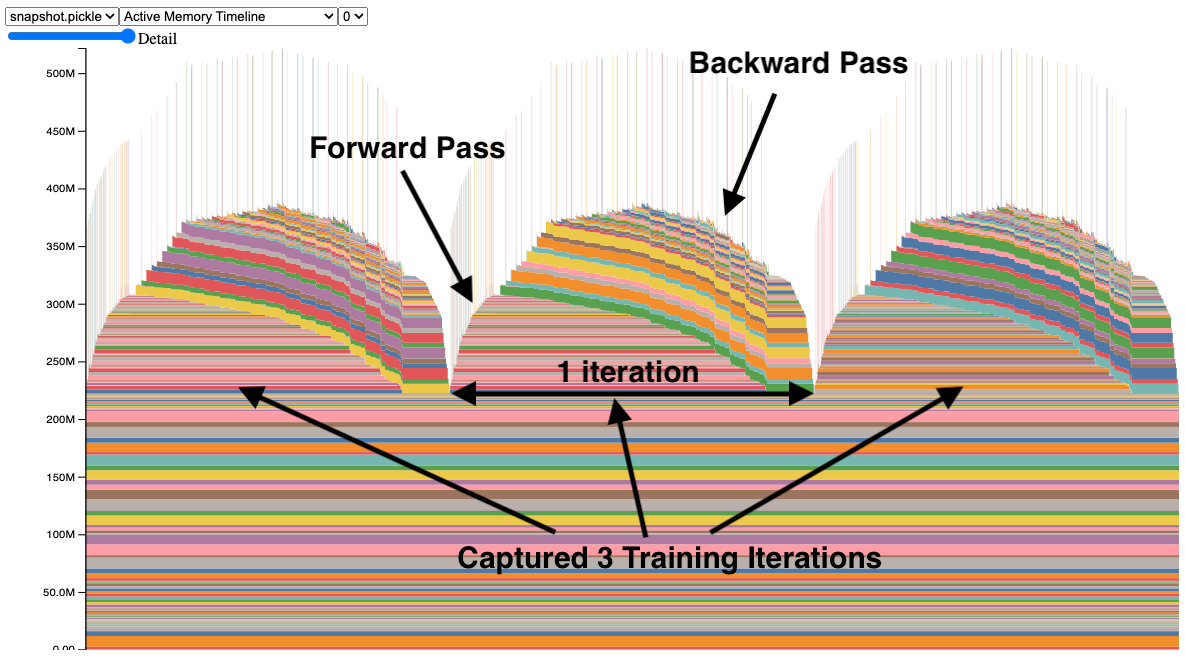 snapshot.pickle Active Memory Timeline 0
Detail
500M
450M
400M
350M
300M
250M
200M
150M
100M
50.0M
0.00
Backward Pass
Forward Pass
1 iteration
Captured 3 Training Iterations